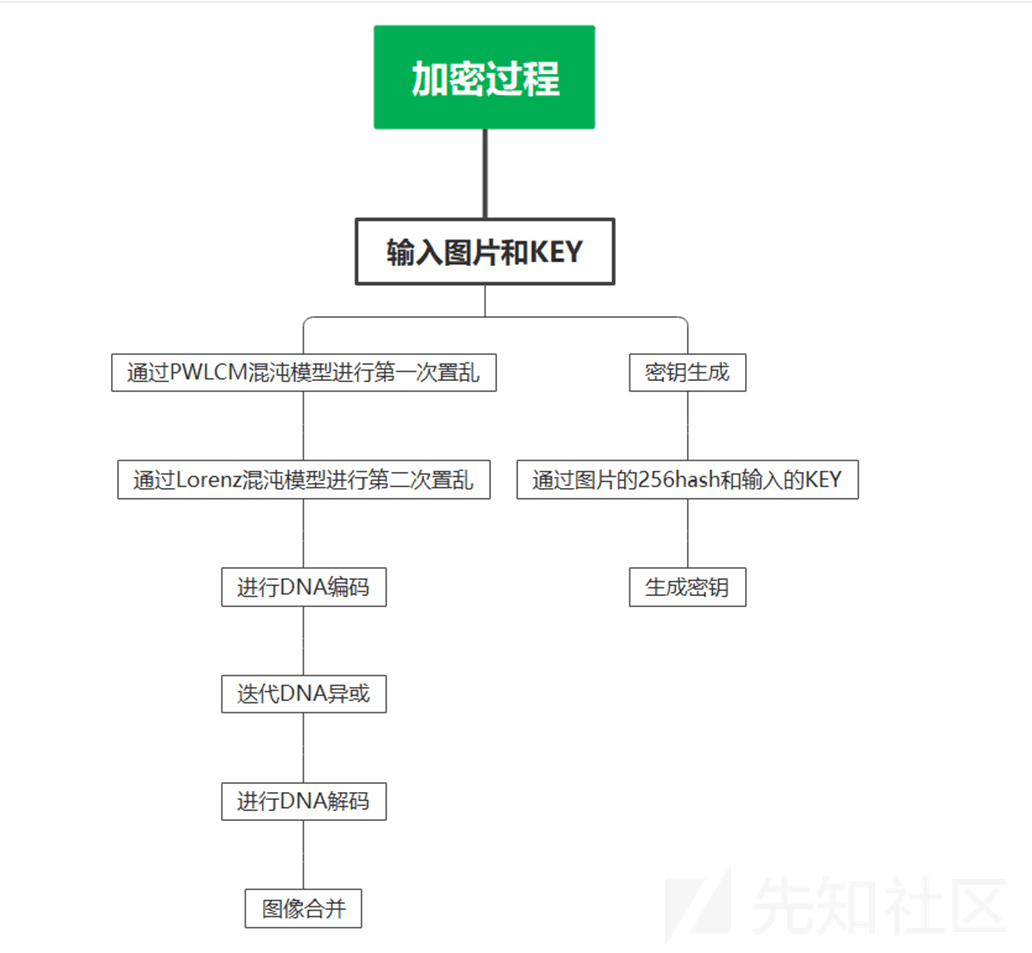 加密过程
输入图片和KEY
通过PWLCM混沌模型进行第一次置乱
密钥生成
通过Lorenz混沌模型进行第二次置乱
通过图片的256hash和输入的KEY
进行DNA编码
生成密钥
迭代DNA异或
进行DNA解码
图像合并
先知社区